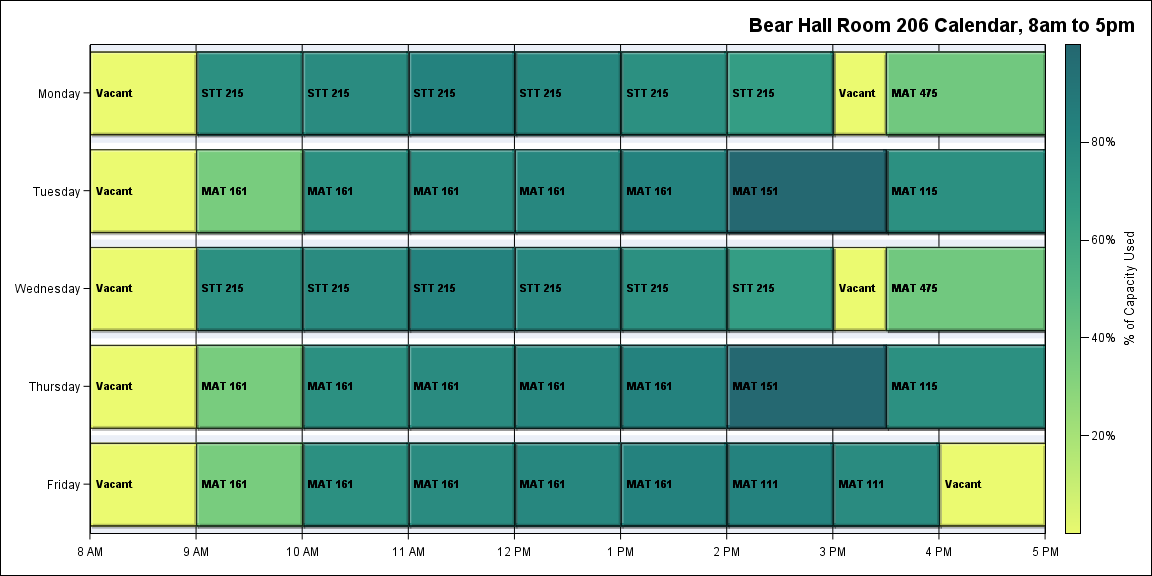 Bear Hall Room 206 Calendar, 8am to 5pm
Monday Vacant STT 215 STT 215 STT 215 STT 215 STT 215 STT 215 Vacant MAT 475
80%
Tuesday Vacant MAT 161 MAT 161 MAT 161 MAT 161 MAT 161 MAT 151 MAT 115
60%
% of Capacity Used
Wednesday Vacant STT 215 STT 215 STT 215 STT 215 STT 215 STT 215 Vacant MAT 475
40%
Thursday Vacant MAT 161 MAT 161 MAT 161 MAT 161 MAT 161 MAT 151 MAT 115
20%
Friday Vacant MAT 161 MAT 161 MAT 161 MAT 161 MAT 161 MAT 111 MAT 111 Vacant
8 AM 9 AM 10 AM 11 AM 12 PM 1 PM 2 PM 3 PM 4 PM 5 PM